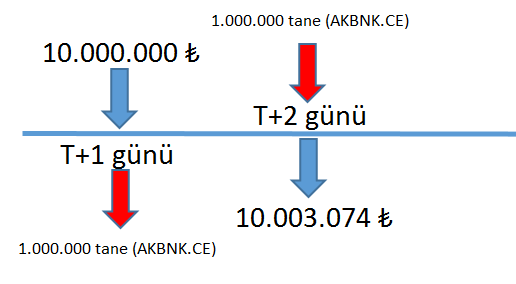 1.000.000 tane (AKBNK.CE)
10.000.000 ₺
T+2 günü
T+1 günü
10.003.074 ₺
1.000.000 tane (AKBNK.CE)